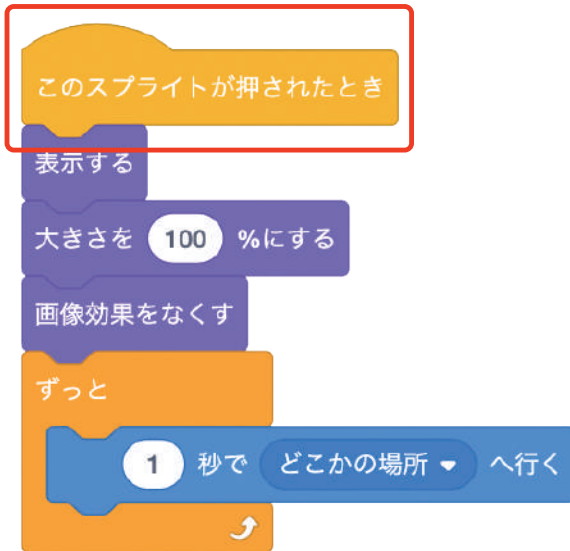 このスプライトが押されたとき
表示する
大きさを 100 %にする
画像効果をなくす
ずっと
1 秒で どこかの場所 へ行く